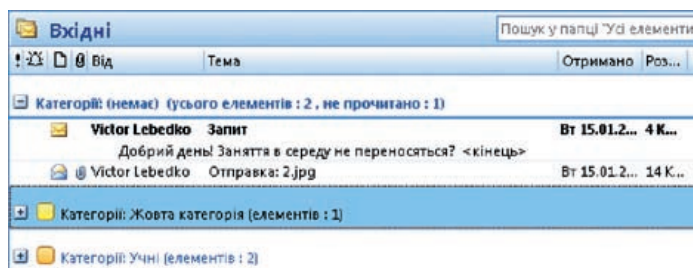 Вхідні
Пошук у папці "Усі елементи
! Від Тема Отримано Роз...
Категорії: (немає) (усього елементів : 2 , не прочитано : 1)
Victor Lebedko Запит Вт 15.01.2... 4 К...
Добрий день! Заняття в середу не переносяться? <кінець>
Victor Lebedko Отправка: 2.jpg Вт 15.01.2... 14 К...
Категорії: Жовта категорія (елементів : 1)
Категорії: Учні (елементів : 2)